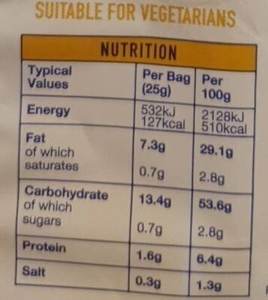 SUITABLE FOR VEGETARIANS
NUTRITION
Typical Values Per Bag (25g) Per 100g
Energy 532kJ 127kcal 2128kJ 510kcal
Fat 7.3g 29.1g
of which saturates 0.7g 2.8g
Carbohydrate 13.4g 53.6g
of which sugars 0.7g 2.8g
Protein 1.6g 6.4g
Salt 0.3g 1.3g